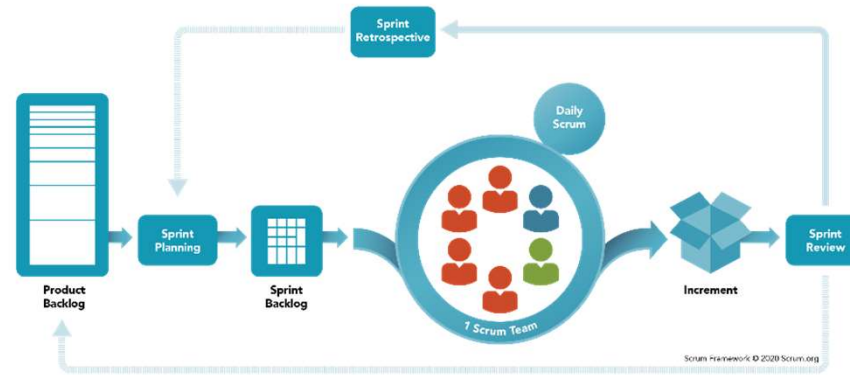 Sprint
Retrospective
Daily
Scrum
Sprint
Planning
Sprint
Review
Product
Backlog
Sprint
Backlog
1 Scrum Team
Increment
Scrum Framework © 2020 Scrum.org